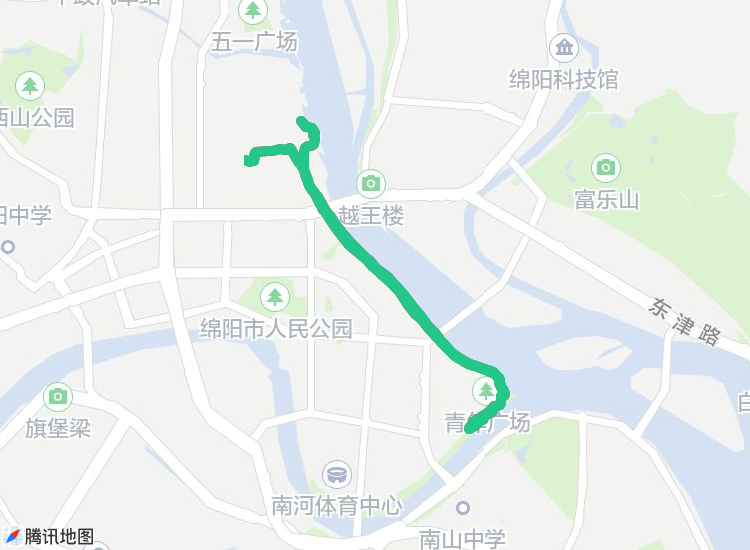 五一广场
绵阳科技馆
西山公园
富乐山
越王楼
阳中学
东津路
绵阳市人民公园
旗堡梁
青年广场
白
南河体育中心
南山中学
腾讯地图